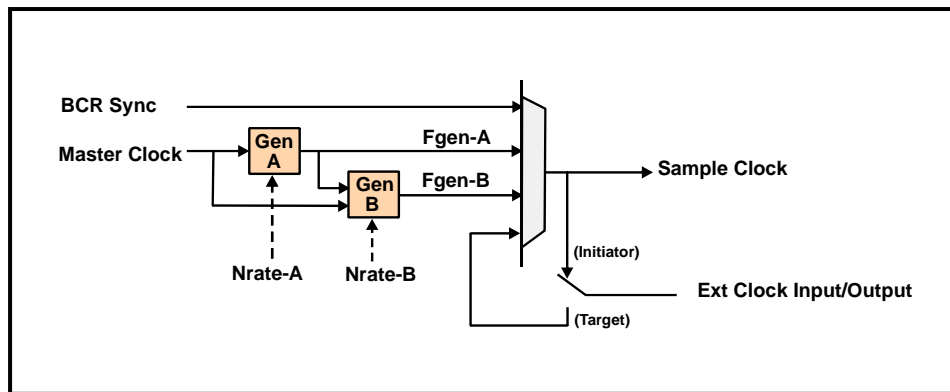 BCR Sync
Master Clock
Gen
A
Fgen-A
Gen
B
Fgen-B
Sample Clock
Nrate-A
Nrate-B
(Initiator)
Ext Clock Input/Output
(Target)